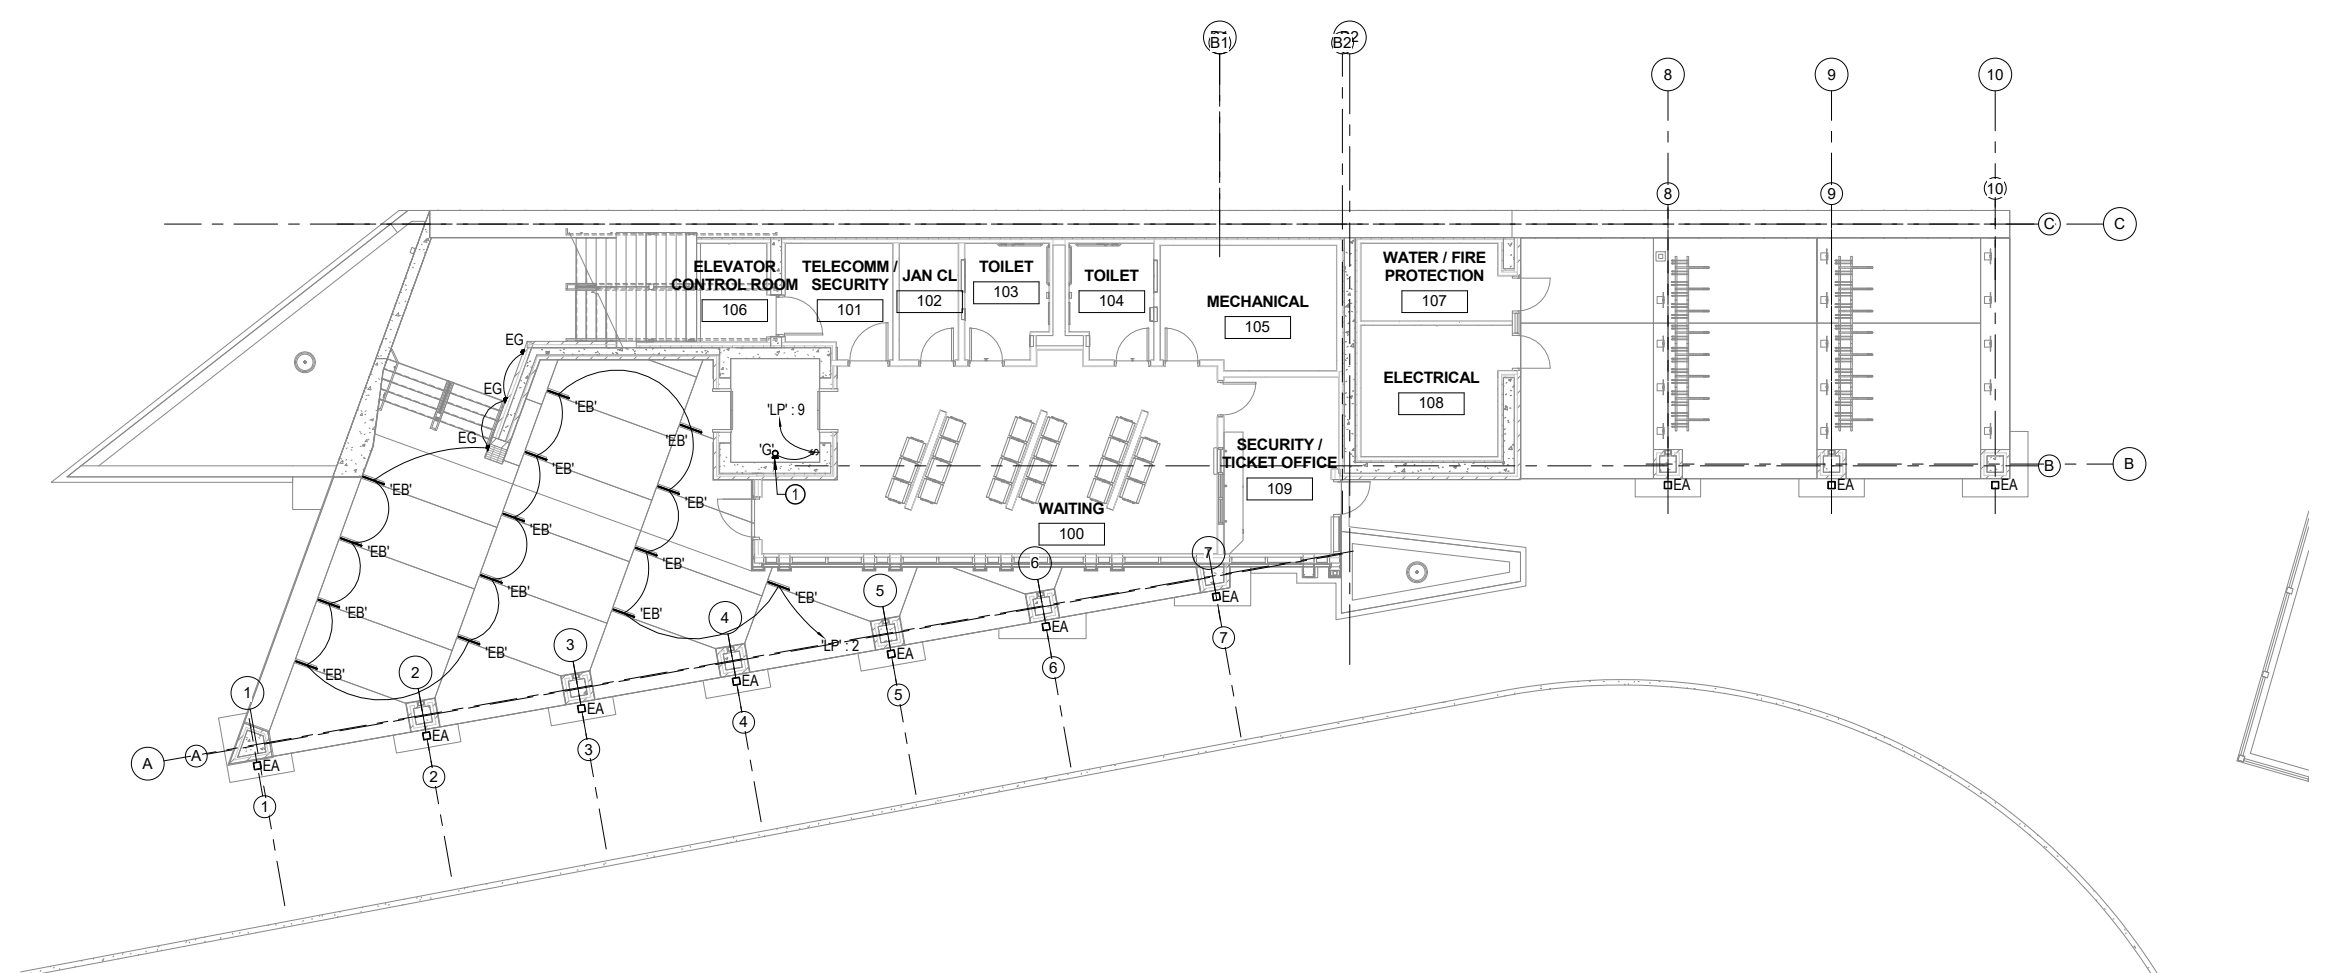 (B1)
(B2)
8
9
10
8
9
(10)
C
C
ELEVATOR
CONTROL ROOM
106
TELECOMM /
SECURITY
101
JAN CL
102
TOILET
103
TOILET
104
MECHANICAL
105
WATER / FIRE
PROTECTION
107
ELECTRICAL
108
EG
EG
EG
'EB'
'EB'
'EB'
'EB'
'EB'
'EB'
'EB'
'EB'
'EB'
'EB'
'EB'
'EB'
'EB'
'EB'
'LP' : 9
'G'
1
SECURITY /
TICKET OFFICE
109
WAITING
100
B
B
EA
EA
EA
'LP' : 2
1
2
3
4
5
6
7
EA
EA
EA
EA
EA
EA
EA
A
A
1
2
3
4
5
6
7